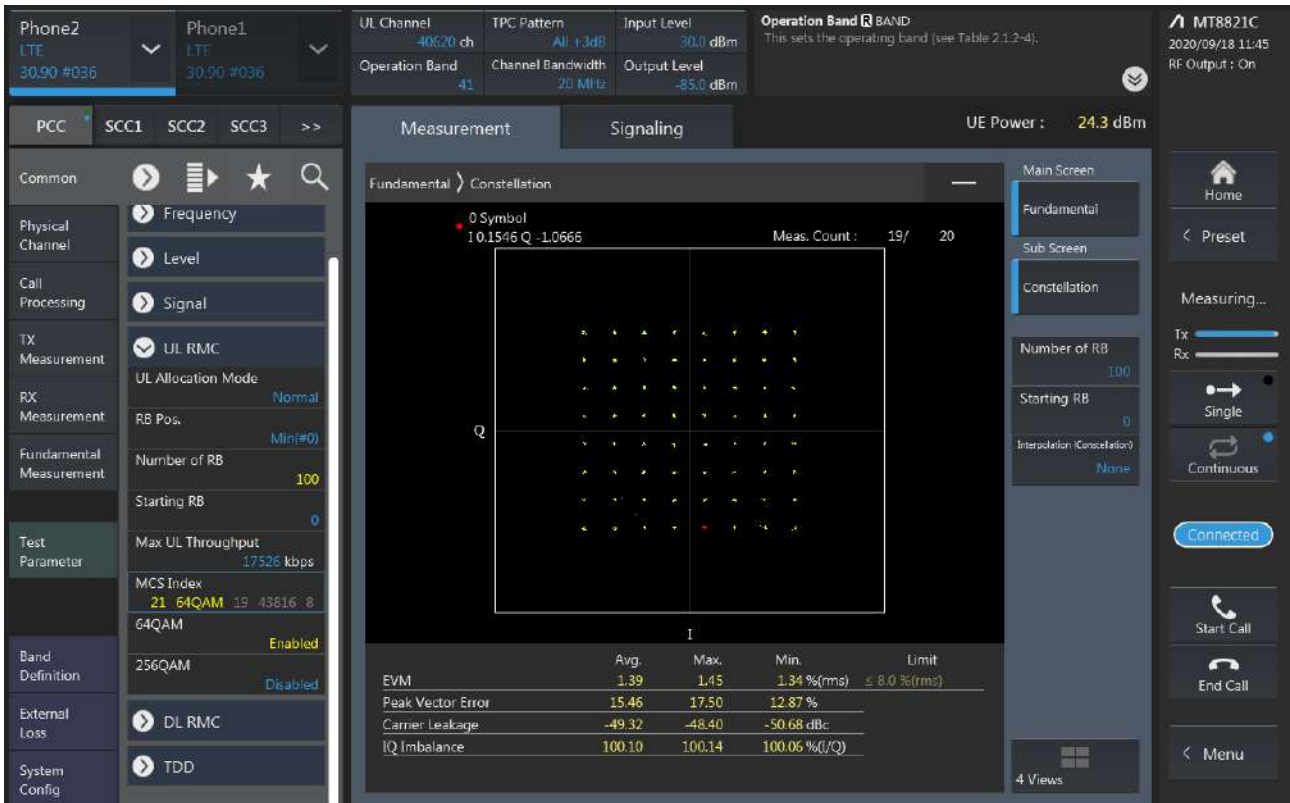 Phone2
LTE
30.90 #036
Phone1
LTE
30.90 #036
UL Channel
40620 ch
TPC Pattern
All +3dB
Input Level
30.0 dBm
Operation Band
41
Channel Bandwidth
20 MHz
Output Level
-85.0 dBm
Operation Band R BAND
This sets the operating band (see Table 2.1.2-4).
MT8821C
2020/09/18 11:45
RF Output : On
PCC SCC1 SCC2 SCC3 >>
Measurement
Signaling
UE Power : 24.3 dBm
Common
Physical
Channel
Call
Processing
TX
Measurement
RX
Measurement
Fundamental
Measurement
Test
Parameter
Band
Definition
External
Loss
System
Config
Frequency
Level
Signal
UL RMC
UL Allocation Mode
Normal
RB Pos.
Min(#0)
Number of RB
100
Starting RB
0
Max UL Throughput
17526 kbps
MCS Index
21 64QAM 19 43816 8
64QAM
Enabled
256QAM
Disabled
DL RMC
TDD
Fundamental > Constellation
0 Symbol
I 0.1546 Q -1.0666
Meas. Count : 19/ 20
Q
I
Avg. Max. Min. Limit
EVM 1.39 1.45 1.34 %(rms) ≤ 8.0 %(rms)
Peak Vector Error 15.46 17.50 12.87 %
Carrier Leakage -49.32 -48.40 -50.68 dBc
IQ Imbalance 100.10 100.14 100.06 %(I/Q)
Main Screen
Fundamental
Sub Screen
Constellation
Number of RB
100
Starting RB
0
Interpolation (Constellation)
None
4 Views
Home
< Preset
Measuring...
Tx
Rx
Single
Continuous
Connected
Start Call
End Call
< Menu